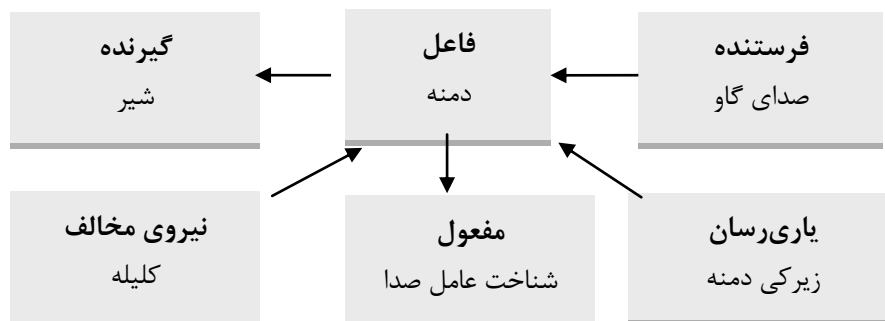 فرستنده
صدای گاو
فاعل
دمنه
گیرنده
شیر
یاری‌رسان
زیرکی دمنه
مفعول
شناخت عامل صدا
نیروی مخالف
کلیله